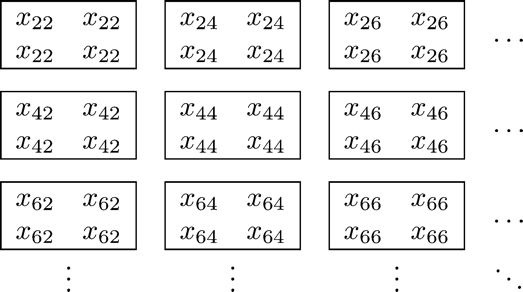 x₂₂ x₂₂ x₂₄ x₂₄ x₂₆ x₂₆
x₂₂ x₂₂ x₂₄ x₂₄ x₂₆ x₂₆ ⋯
x₄₂ x₄₂ x₄₄ x₄₄ x₄₆ x₄₆
x₄₂ x₄₂ x₄₄ x₄₄ x₄₆ x₄₆ ⋯
x₆₂ x₆₂ x₆₄ x₆₄ x₆₆ x₆₆
x₆₂ x₆₂ x₆₄ x₆₄ x₆₆ x₆₆ ⋯
⋮ ⋮ ⋮ ⋱